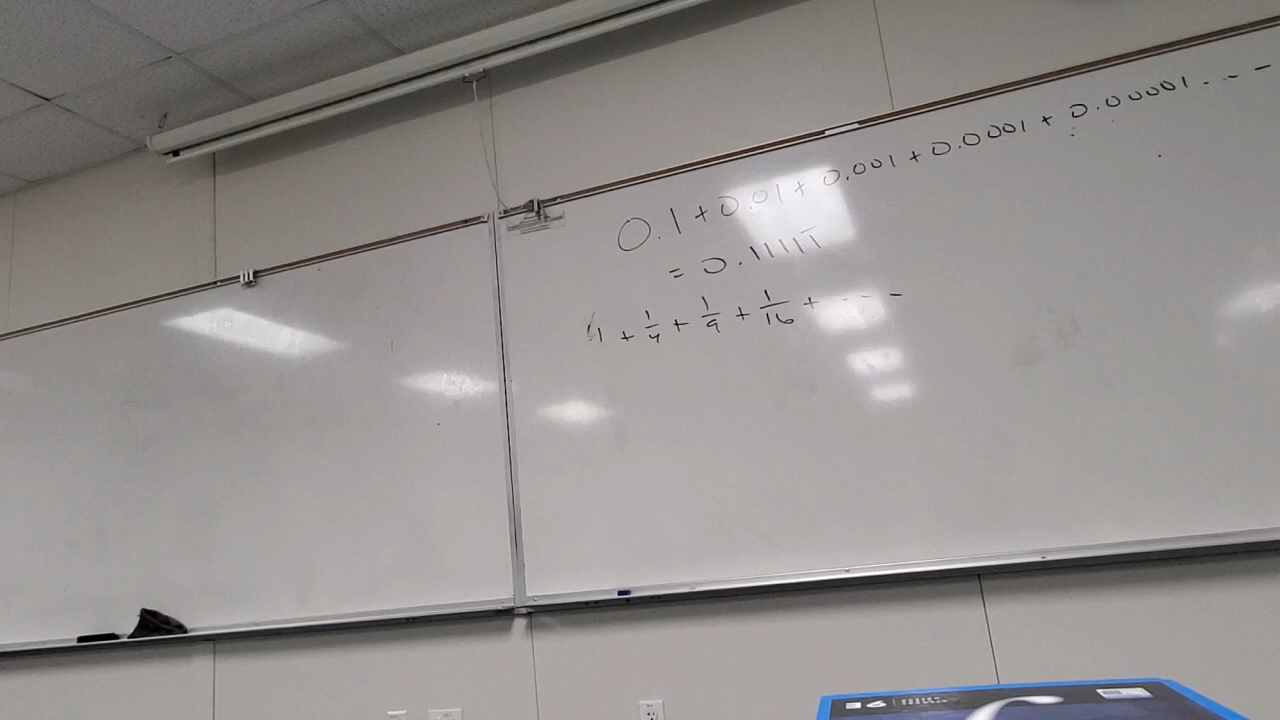 0.1 + 0.01 + 0.001 + 0.0001 + 0.00001 . . . -
= 0.11111̅
1 + 1/4 + 1/9 + 1/16 + - - - -